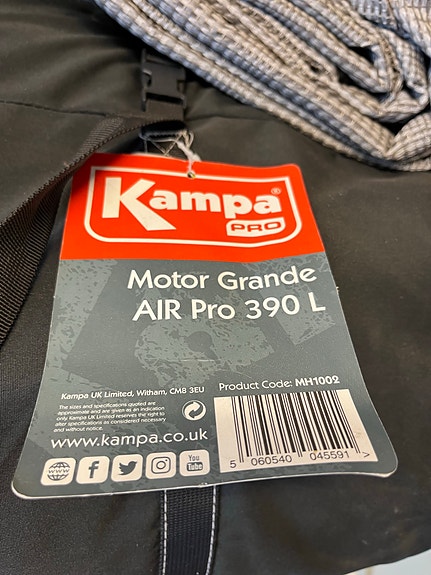 Kampa®
PRO
Motor Grande
AIR Pro 390 L
Product Code: MH1002
Kampa UK Limited, Witham, CM8 3EU
The sizes and specifications quoted are
approximate and are given as an indication
only Kampa UK Limited reserves the right to
alter specifications as considered necessary
and without notice.
www.kampa.co.uk
www
f
You
Tube
5 060540 045591 >